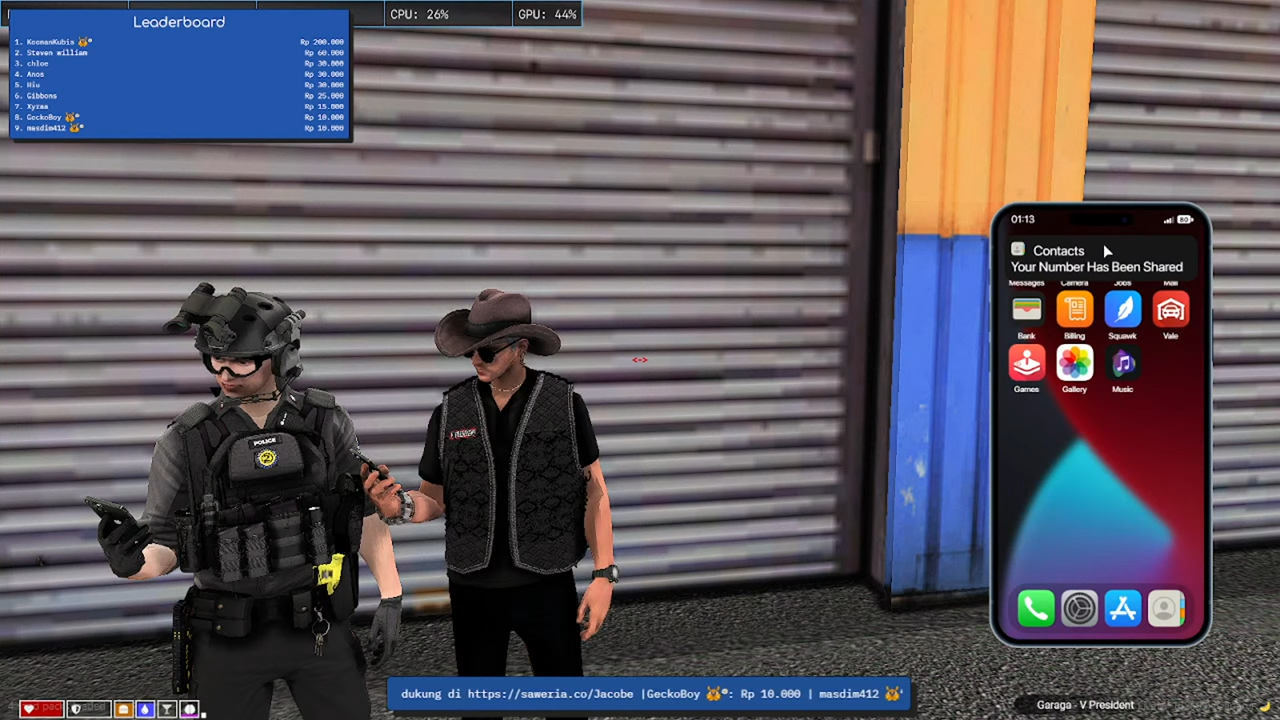 CPU: 26%
GPU: 44%
Leaderboard
1. KeemanKubis Rp 200.000
2. Steven william Rp 60.000
3. chloe Rp 30.000
4. Anos Rp 30.000
5. Hiu Rp 30.000
6. Gibbons Rp 25.000
7. Xyraa Rp 15.000
8. GeckoBoy Rp 10.000
9. masdim412 Rp 10.000
01:13
80
Contacts
Your Number Has Been Shared
Messages Camera Jobs Mail
Bank Billing Squawk Vale
Games Gallery Music
POLICE
<->
dukung di https://saweria.co/Jacobe |GeckoBoy : Rp 10.000 | masdim412
Garaga V President